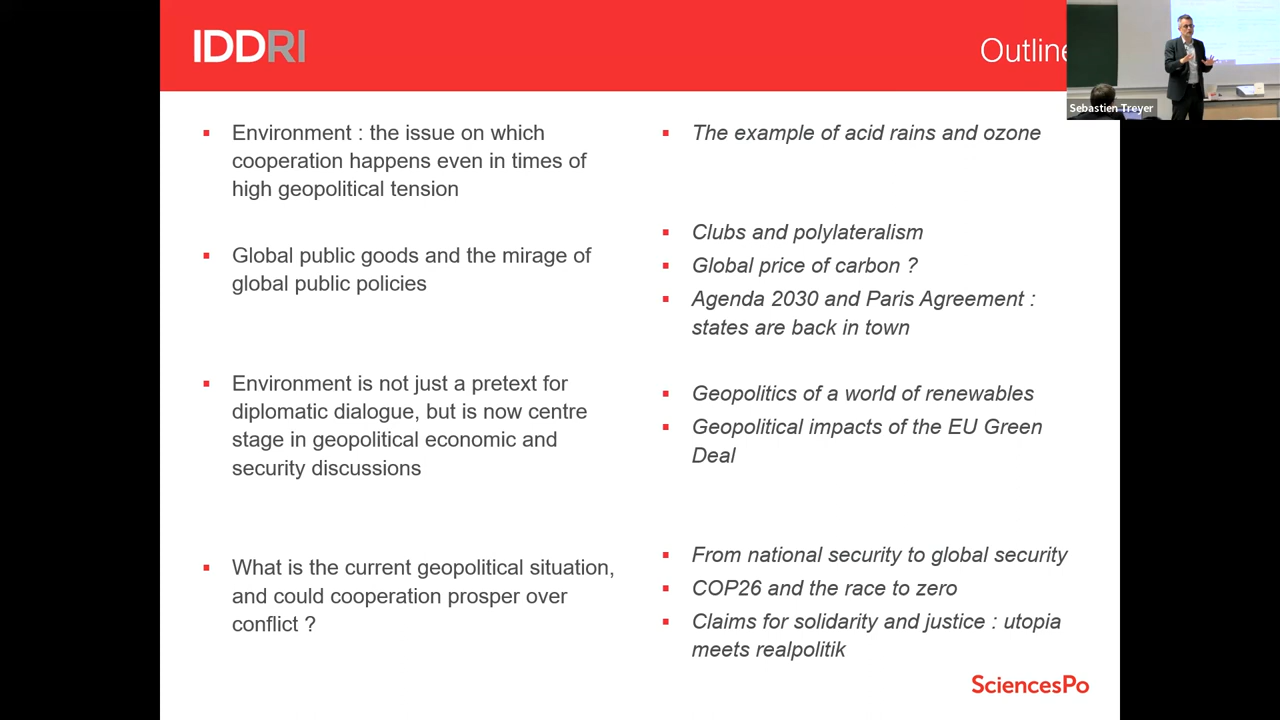 IDDRI
Outline
Sebastien Treyer
Environment : the issue on which
cooperation happens even in times of
high geopolitical tension
The example of acid rains and ozone
Global public goods and the mirage of
global public policies
Clubs and polylateralism
Global price of carbon ?
Agenda 2030 and Paris Agreement :
states are back in town
Environment is not just a pretext for
diplomatic dialogue, but is now centre
stage in geopolitical economic and
security discussions
Geopolitics of a world of renewables
Geopolitical impacts of the EU Green
Deal
What is the current geopolitical situation,
and could cooperation prosper over
conflict ?
From national security to global security
COP26 and the race to zero
Claims for solidarity and justice : utopia
meets realpolitik
SciencesPo